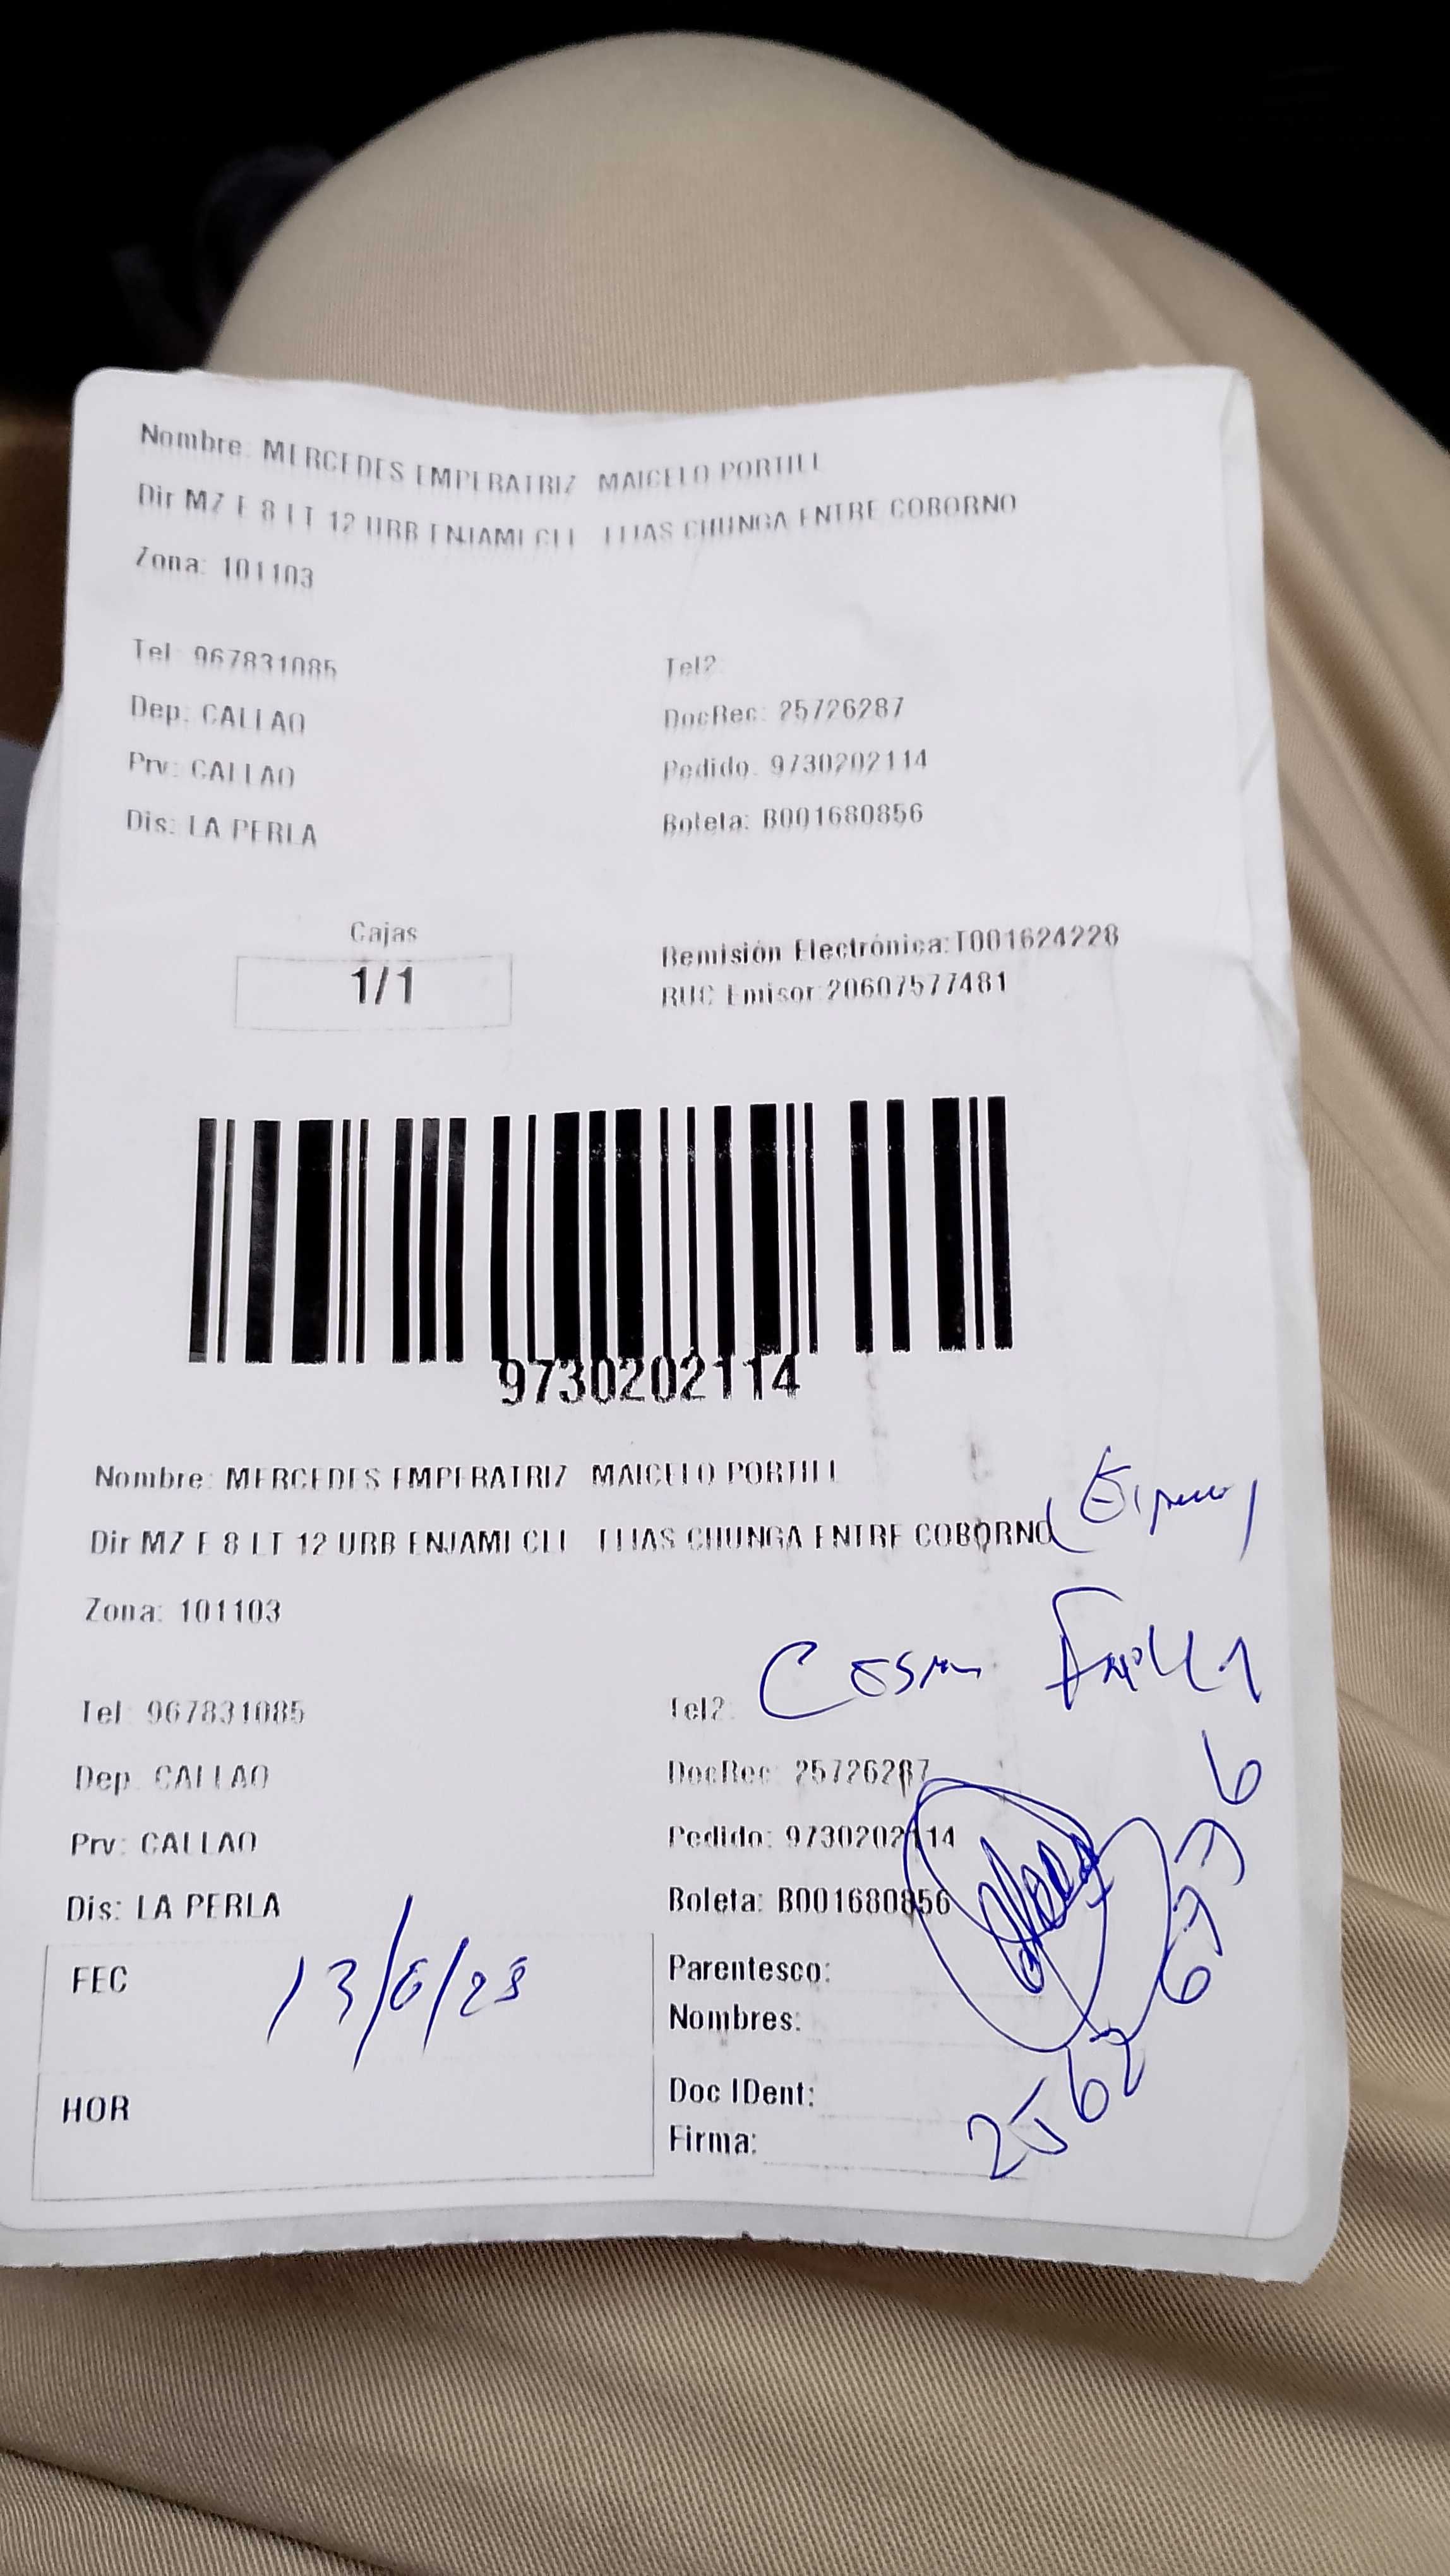 Nombre: MERCEDES EMPERATRIZ MAICELO PORTILL
Dir MZ E 8 LT 12 URB ENJAMI CLL ELIAS CHUNGA ENTRE COBORNO
Zona: 101103
Tel: 967831085
Tel2:
Dep: CALLAO
DocRec: 25726287
Prv: CALLAO
Pedido: 9730202114
Dis: LA PERLA
Boleta: B001680856
Cajas
1/1
Remisión Electrónica:T001624228
RUC Emisor:20607577481
9730202114
Nombre: MERCEDES EMPERATRIZ MAICELO PORTILL
Dir MZ E 8 LT 12 URB ENJAMI CLL ELIAS CHUNGA ENTRE COBORNO
Zona: 101103
Tel: 967831085
Tel2:
Dep: CALLAO
DocRec: 25726287
Prv: CALLAO
Pedido: 9730202114
Dis: LA PERLA
Boleta: B001680856
FEC 13/6/23
Parentesco:
Nombres:
HOR
Doc IDent:
Firma: